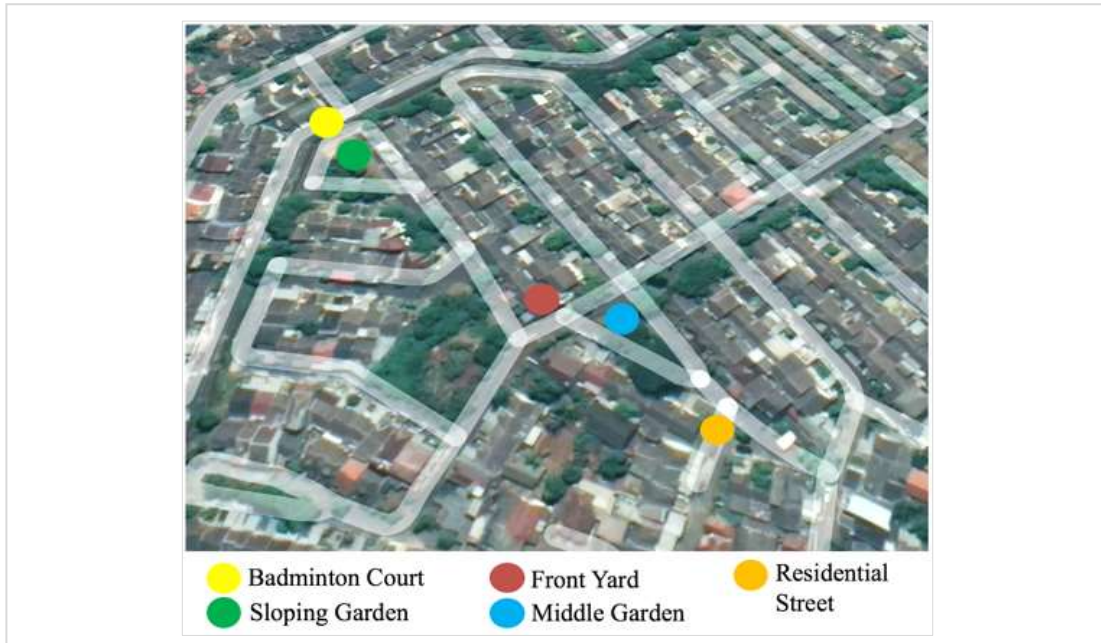 Badminton Court
Front Yard
Residential
Street
Sloping Garden
Middle Garden